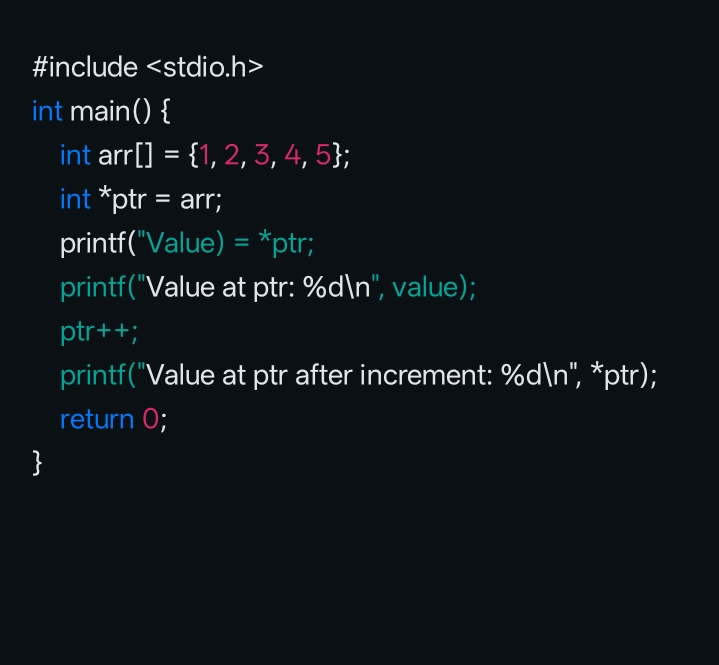 #include <stdio.h>
int main() {
int arr[] = {1, 2, 3, 4, 5};
int *ptr = arr;
printf("Value) = *ptr;
printf("Value at ptr: %d\n", value);
ptr++;
printf("Value at ptr after increment: %d\n", *ptr);
return 0;
}